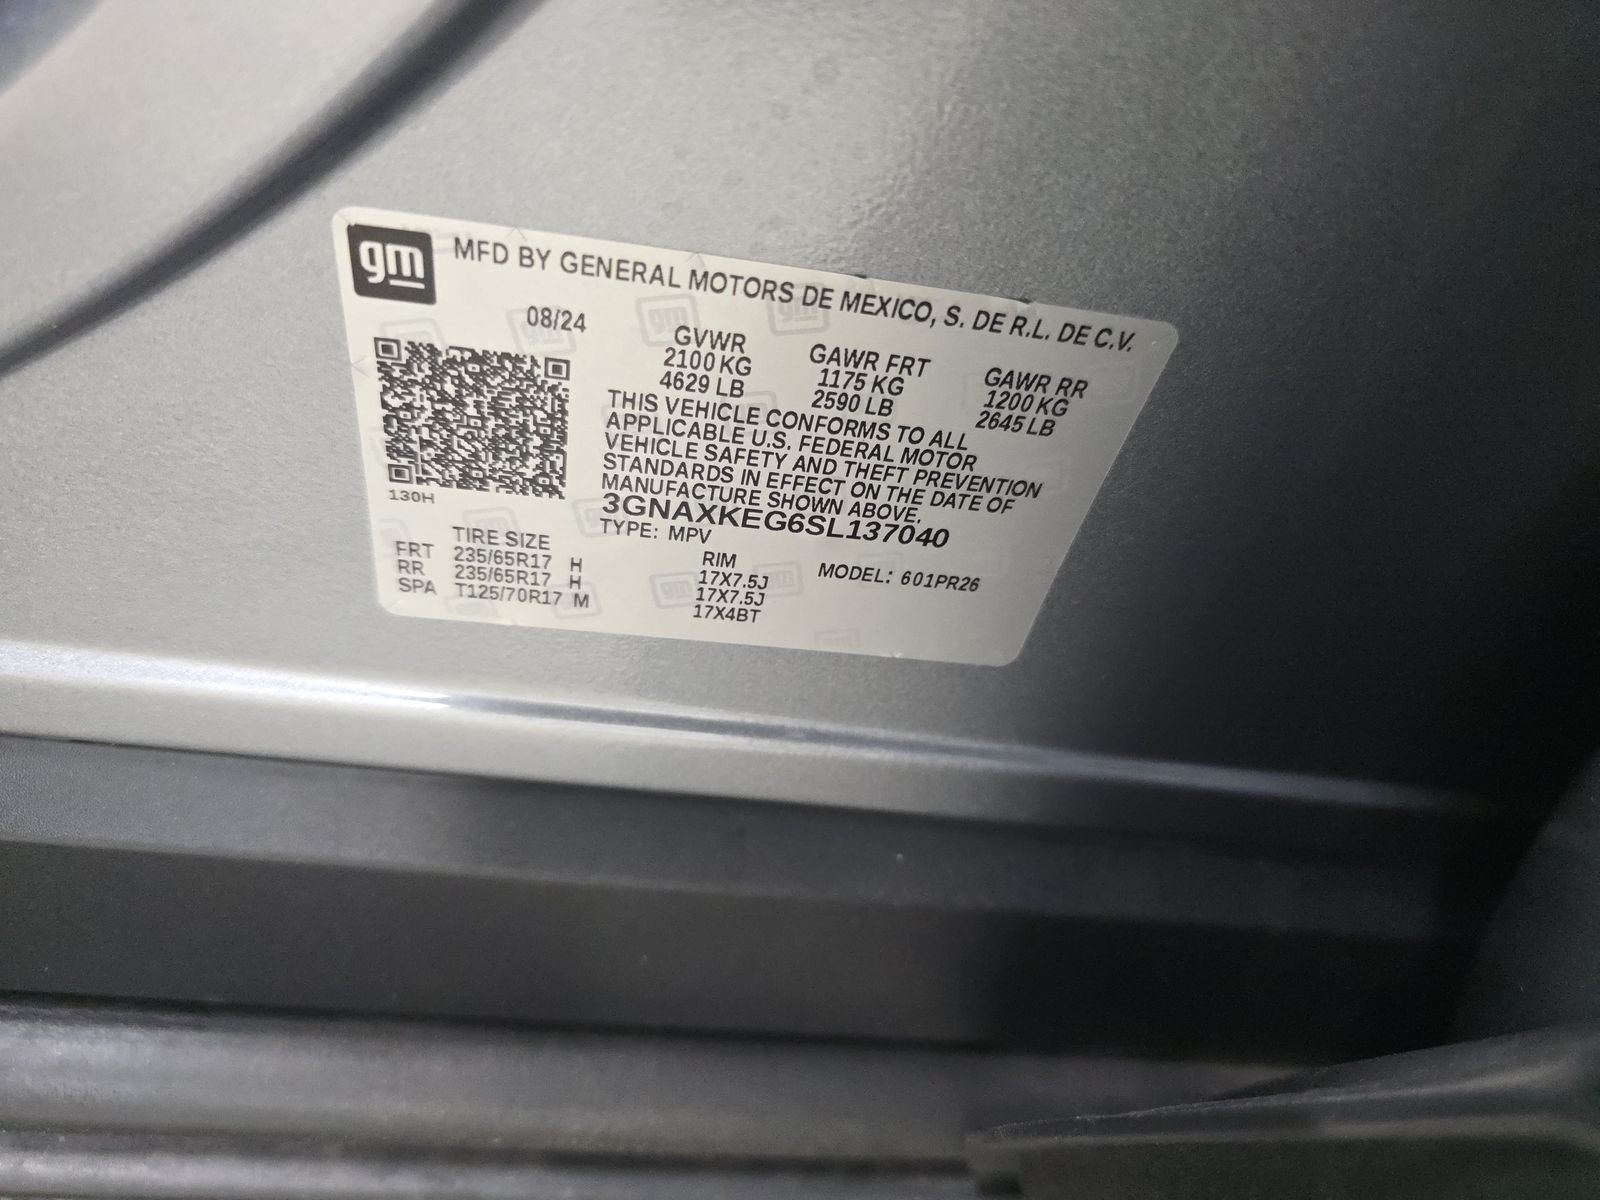 gm MFD BY GENERAL MOTORS DE MEXICO, S. DE R.L. DE C.V.
08/24
GVWR GAWR FRT GAWR RR
2100 KG 1175 KG 1200 KG
4629 LB 2590 LB 2645 LB
THIS VEHICLE CONFORMS TO ALL
APPLICABLE U.S. FEDERAL MOTOR
VEHICLE SAFETY AND THEFT PREVENTION
STANDARDS IN EFFECT ON THE DATE OF
MANUFACTURE SHOWN ABOVE.
130H
3GNAXKEG6SL137040
TYPE: MPV MODEL: 601PR26
TIRE SIZE RIM
FRT 235/65R17 H 17X7.5J
RR 235/65R17 H 17X7.5J
SPA T125/70R17 M 17X4BT